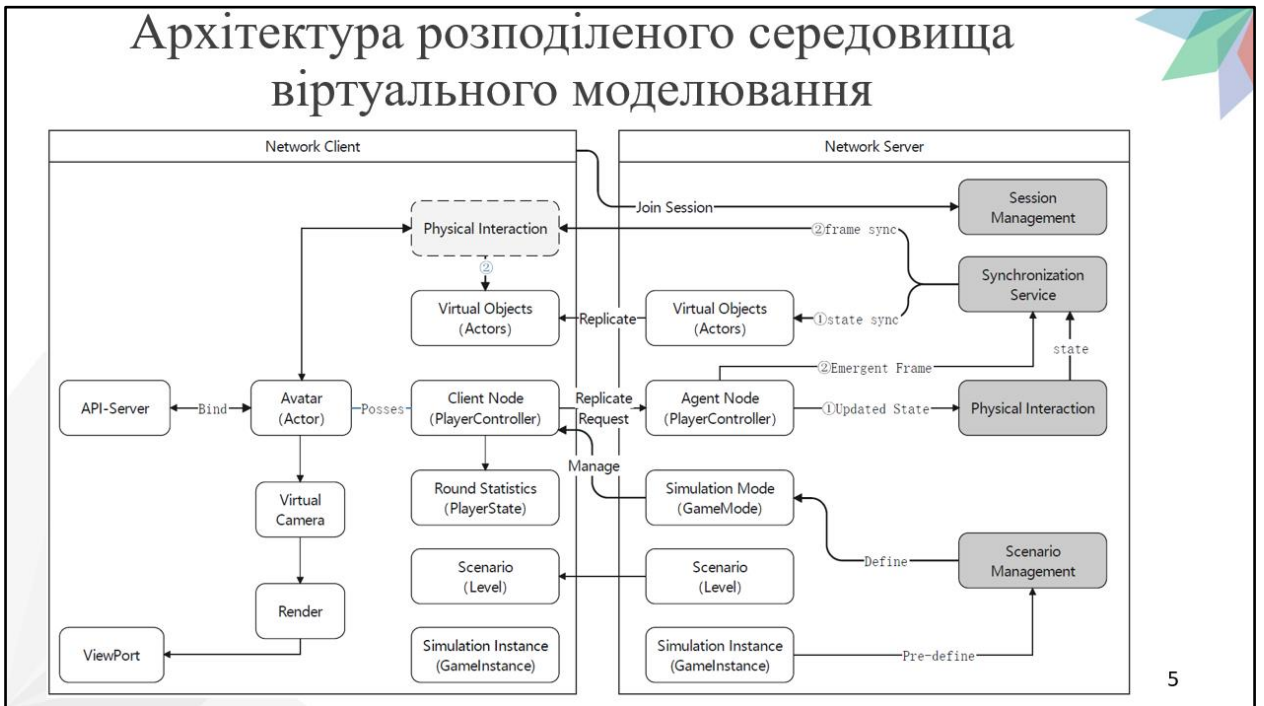 Архітектура розподіленого середовища
віртуального моделювання
Network Client
Network Server
Join Session
Session
Management
Physical Interaction
②frame sync
②
Synchronization
Service
Virtual Objects
(Actors)
Replicate
Virtual Objects
(Actors)
①state sync
state
②Emergent Frame
API-Server
Bind
Avatar
(Actor)
Posses
Client Node
(PlayerController)
Replicate
Request
Agent Node
(PlayerController)
①Updated State
Physical Interaction
Manage
Virtual
Camera
Round Statistics
(PlayerState)
Simulation Mode
(GameMode)
Define
Scenario
Management
Scenario
(Level)
Scenario
(Level)
Render
ViewPort
Simulation Instance
(GameInstance)
Simulation Instance
(GameInstance)
Pre-define
5